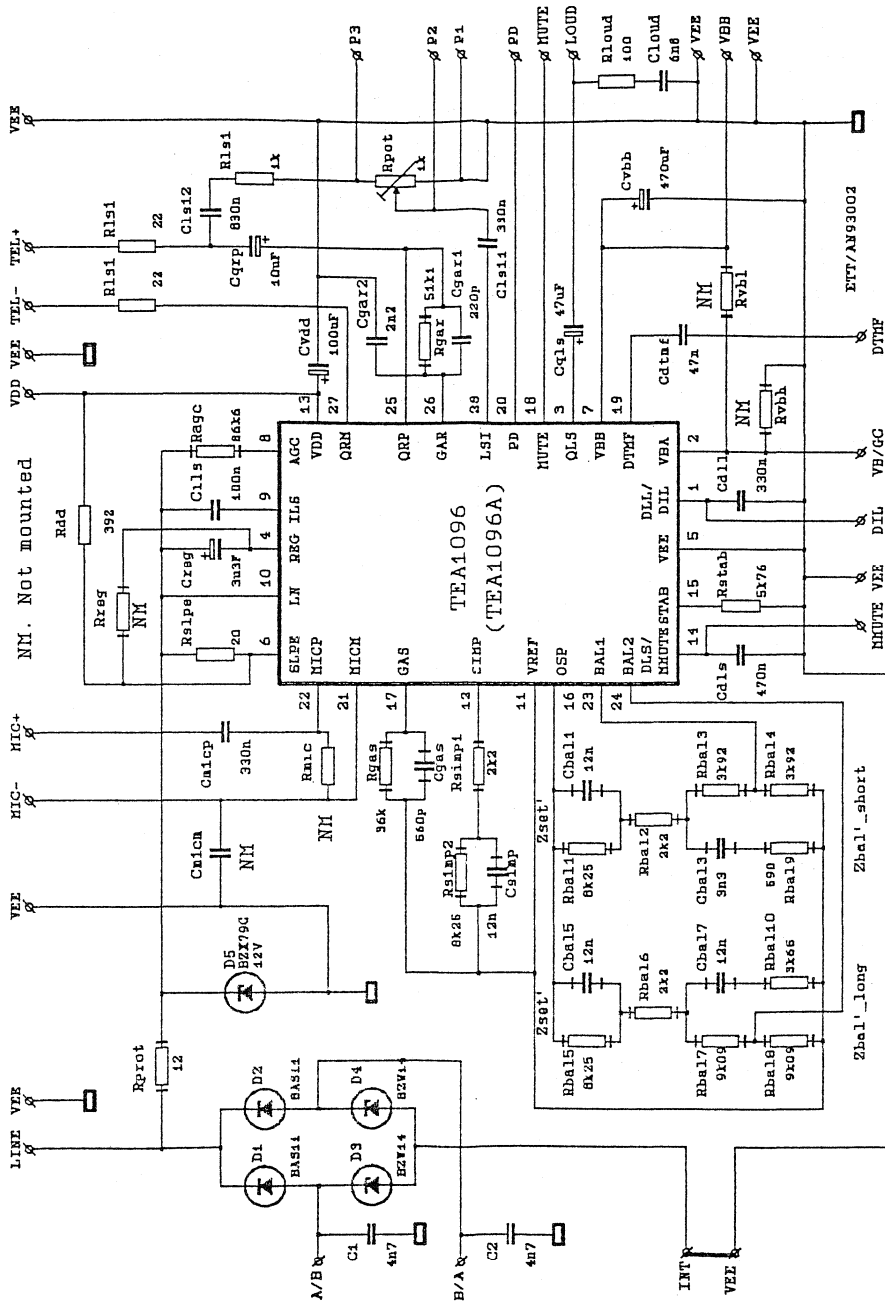 NM. Not mounted
LINE
VEE
VEE
MIC-
MIC+
VDD
VEE
TEL-
TEL+
VEE
Rprot
12
D5
BZX79C
12V
Cmicm
NM
Cmicp
330n
Rmic
NM
Rdd
392
Rreg
NM
Rslpe
20
Creg
3u3F
Cils
100n
Ragc
86k6
Cvdd
100uF
Rlsi
22
Rlsi
22
Cqrp
10uF
Clsi2
830n
Rlsi
1k
Rpot
1k
Cgar2
2n2
Rgar
51k1
Cgar1
220p
Clsi1
330n
P3
P2
P1
PD
MUTE
LOUD
Rloud
100
Cloud
6n8
VEE
VBB
VEE
Cqls
47uF
Cvbb
470uF
Cdtmf
47n
NM
Rvbl
NM
Rvbh
ETT/AN93002
TEA1096
(TEA1096A)
6
SLPE
10
LN
4
REG
9
ILS
8
AGC
13
VDD
27
QRM
25
QRP
26
GAR
28
LSI
20
PD
18
MUTE
3
QLS
7
VBB
19
DTMF
22
MICP
21
MICM
17
GAS
12
CIMP
11
VREF
16
OSP
23
BAL1
24
BAL2
14
DLS/
MMUTE
15
STAB
5
VEE
1
DLL/
DIL
2
VBA
Rgas
96k
Cgas
560p
Rsimp1
2k2
Rsimp2
8k25
Csimp
12n
D1
BAS11
D2
BAS11
D3
BZW14
D4
BZW14
A/B
C1
4n7
B/A
C2
4n7
INT
VEE
Zset'
Cbal1
12n
Rbal1
8k25
Rbal2
2k2
Rbal3
3k92
Rbal4
3k92
Cbal3
3n3
590
Rbal9
Zbal'_short
Zset'
Cbal5
12n
Rbal5
8k25
Rbal6
2k2
Cbal7
12n
Rbal10
3k65
Rbal7
9k09
Rbal8
9k09
Zbal'_long
Cdls
470n
Rstab
5k76
Cdll
330n
MMUTE
VEE
DIL
VB/GC
DTMF